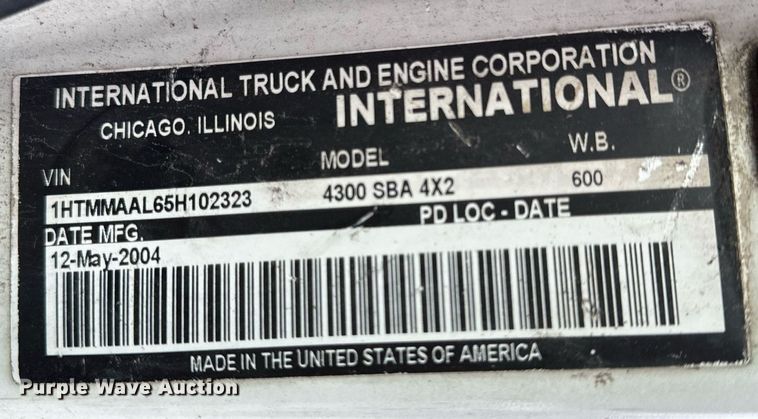 INTERNATIONAL TRUCK AND ENGINE CORPORATION
CHICAGO, ILLINOIS
INTERNATIONAL®
VIN MODEL W.B.
1HTMMAAL65H102323 4300 SBA 4X2 600
DATE MFG. PD LOC - DATE
12-May-2004
MADE IN THE UNITED STATES OF AMERICA
Purple Wave Auction